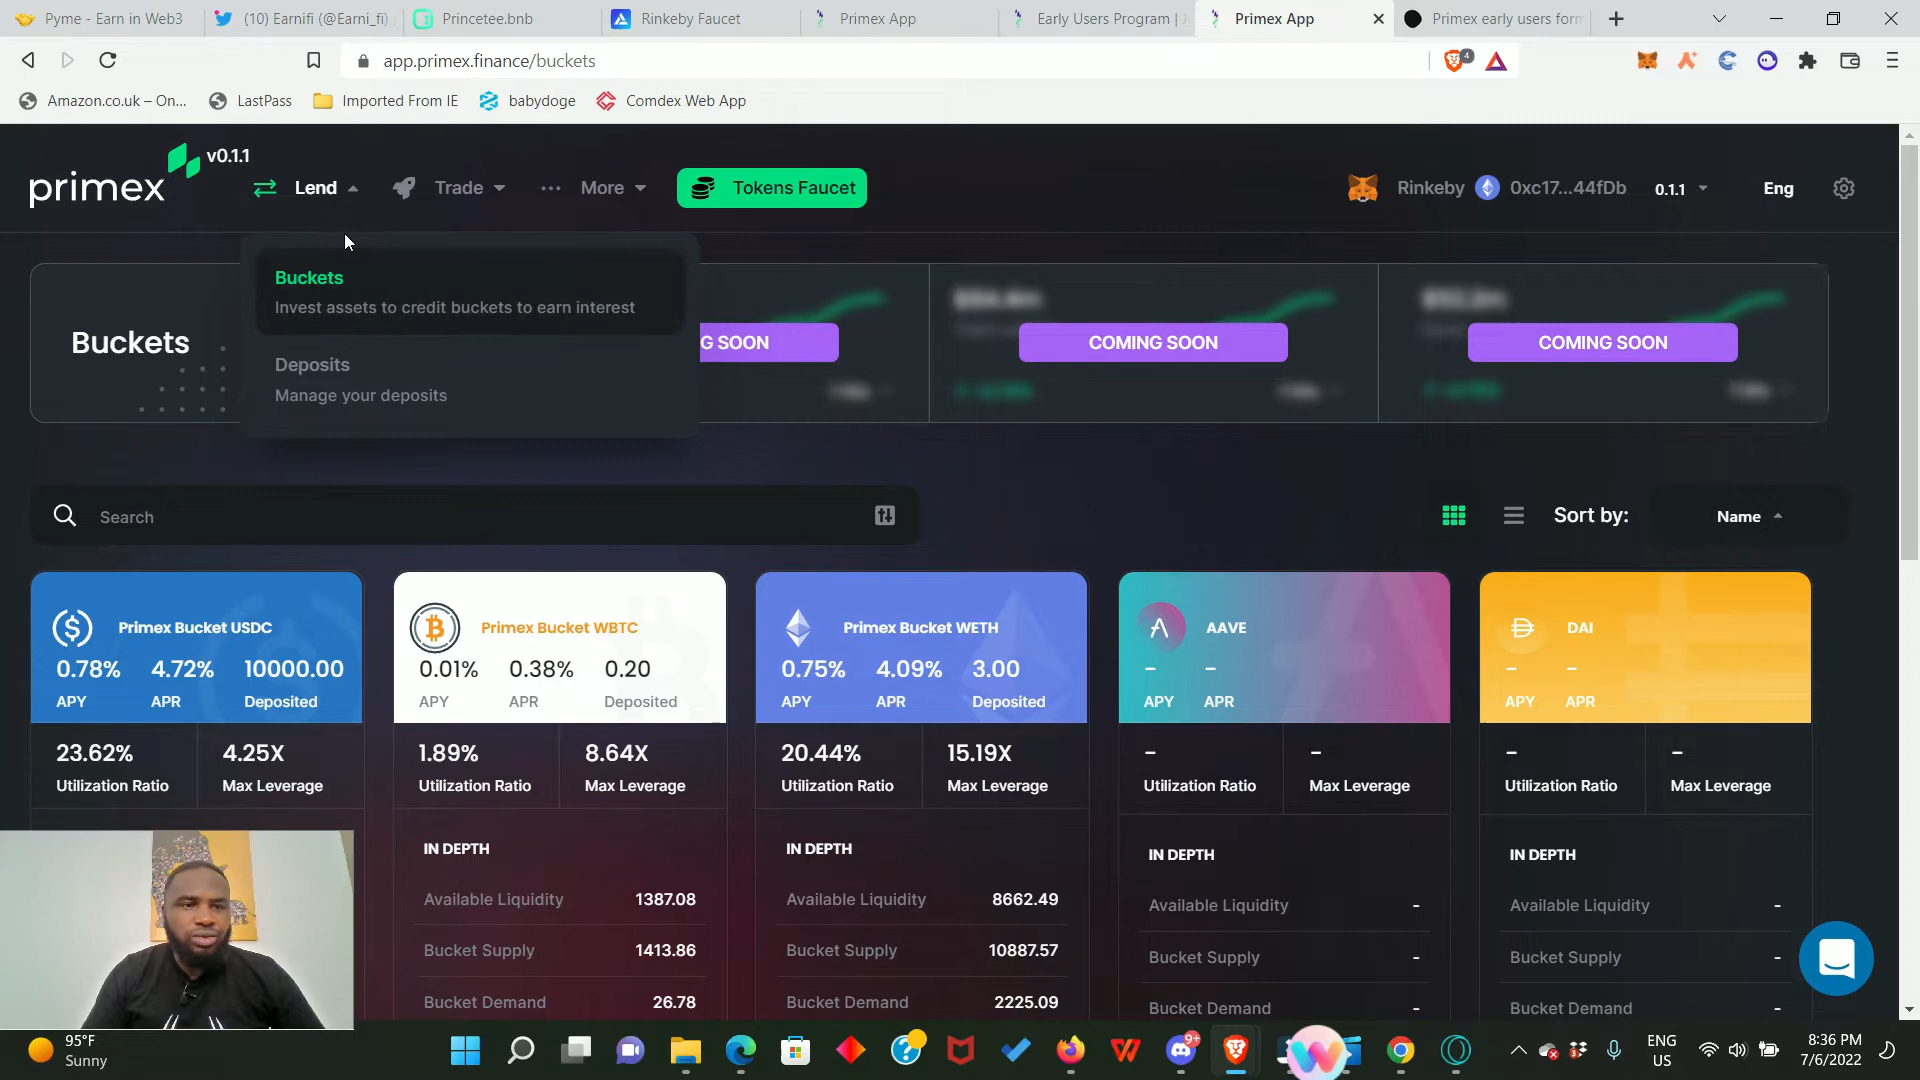 Pyme - Earn in Web3
(10) Earnifi (@Earni_fi)
Princetee.bnb
Rinkeby Faucet
Primex App
Early Users Program |
Primex App
Primex early users form
app.primex.finance/buckets
4
Amazon.co.uk – On...
LastPass
Imported From IE
babydoge
Comdex Web App
primex
v0.1.1
Lend
Trade
More
Tokens Faucet
Rinkeby
0xc17...44fDb
0.1.1
Eng
Buckets
Invest assets to credit buckets to earn interest
Deposits
Manage your deposits
Buckets
G SOON
COMING SOON
COMING SOON
Search
Sort by:
Name
Primex Bucket USDC
0.78% 4.72% 10000.00
APY APR Deposited
23.62% 4.25X
Utilization Ratio Max Leverage
Primex Bucket WBTC
0.01% 0.38% 0.20
APY APR Deposited
1.89% 8.64X
Utilization Ratio Max Leverage
IN DEPTH
Available Liquidity 1387.08
Bucket Supply 1413.86
Bucket Demand 26.78
Primex Bucket WETH
0.75% 4.09% 3.00
APY APR Deposited
20.44% 15.19X
Utilization Ratio Max Leverage
IN DEPTH
Available Liquidity 8662.49
Bucket Supply 10887.57
Bucket Demand 2225.09
AAVE
– –
APY APR
– –
Utilization Ratio Max Leverage
IN DEPTH
Available Liquidity -
Bucket Supply -
Bucket Demand -
DAI
– –
APY APR
– –
Utilization Ratio Max Leverage
IN DEPTH
Available Liquidity -
Bucket Supply -
Bucket Demand -
95°F
Sunny
9+
ENG
US
8:36 PM
7/6/2022